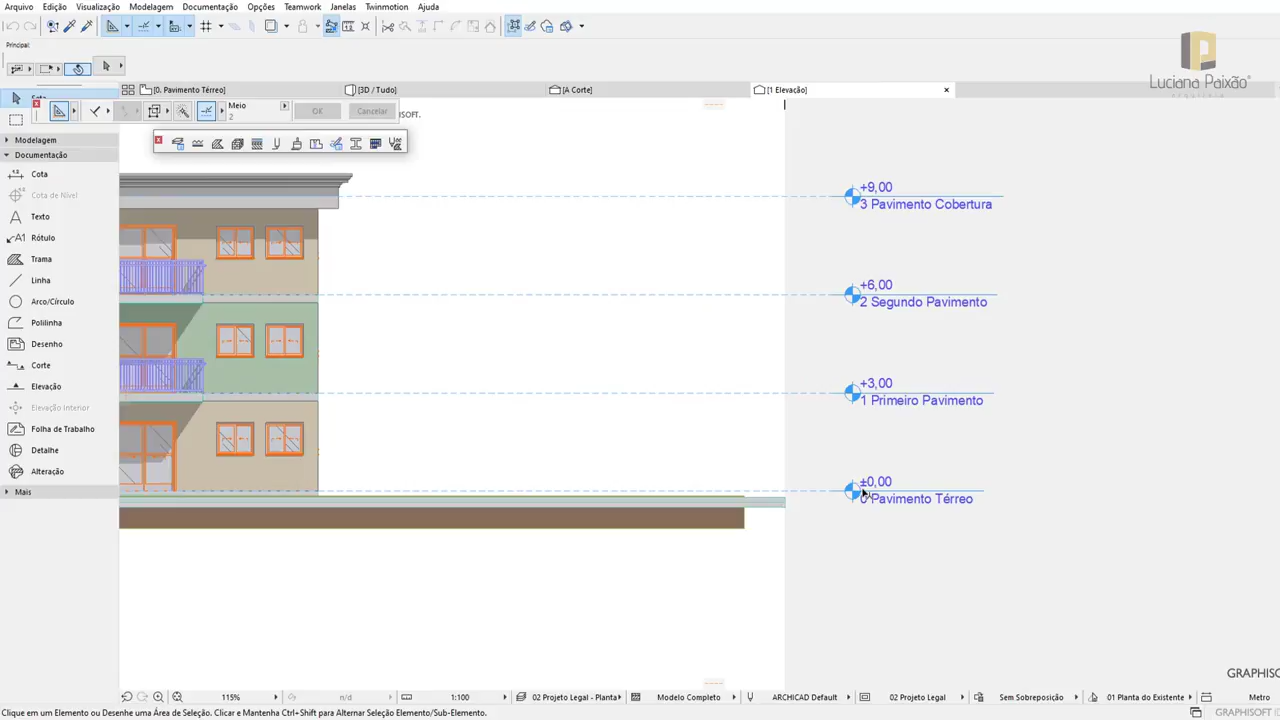 Arquivo Edição Visualização Modelagem Documentação Opções Teamwork Janelas Twinmotion Ajuda
Principal:
Luciana Paixão®
[0. Pavimento Térreo] [3D / Tudo] [A Corte] [1 Elevação]
Meio
2
OK Cancelar
SOFT.
Modelagem
Documentação
Cota
Cota de Nível
Texto
A1 Rótulo
Trama
Linha
Arco/Círculo
Polilinha
Desenho
Corte
Elevação
Elevação Interior
Folha de Trabalho
Detalhe
Alteração
Mais
+9,00
3 Pavimento Cobertura
+6,00
2 Segundo Pavimento
+3,00
1 Primeiro Pavimento
±0,00
0 Pavimento Térreo
GRAPHISOFT
115% n/d 1:100 02 Projeto Legal - Planta Modelo Completo ARCHICAD Default 02 Projeto Legal Sem Sobreposição 01 Planta do Existente Metro
Clique em um Elemento ou Desenhe uma Área de Seleção. Clicar e Mantenha Ctrl+Shift para Alternar Seleção Elemento/Sub-Elemento.
GRAPHISOFT